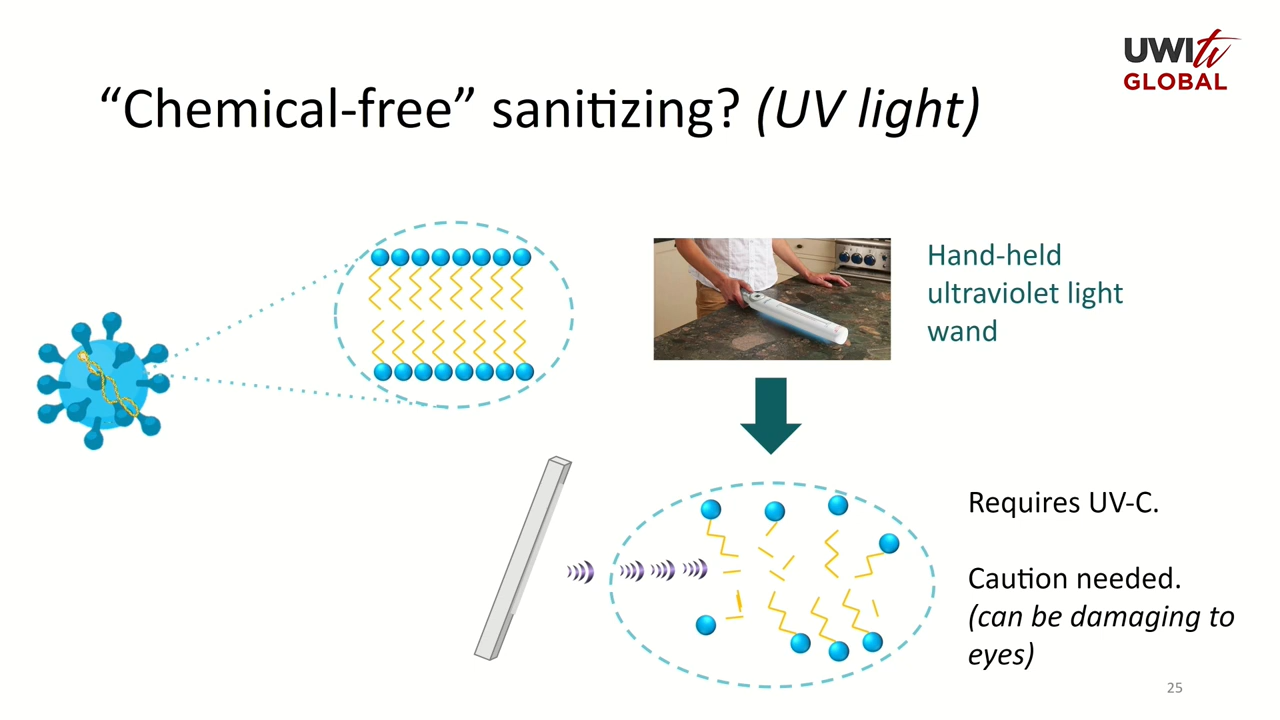 UWItv
GLOBAL
“Chemical-free” sanitizing? (UV light)
Hand-held
ultraviolet light
wand
Requires UV-C.
Caution needed.
(can be damaging to
eyes)
25